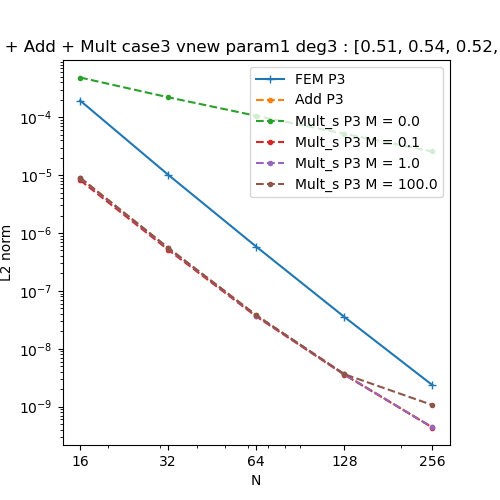 + Add + Mult case3 vnew param1 deg3 : [0.51, 0.54, 0.52,
FEM P3
Add P3
Mult_s P3 M = 0.0
Mult_s P3 M = 0.1
Mult_s P3 M = 1.0
Mult_s P3 M = 100.0
L2 norm
10⁻⁴
10⁻⁵
10⁻⁶
10⁻⁷
10⁻⁸
10⁻⁹
16 32 64 128 256
N